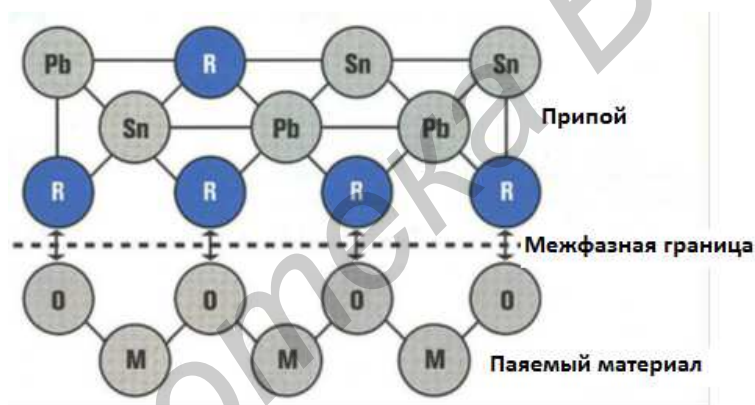 Pb R Sn Sn
Sn Pb Pb
Припой
R R R R
Межфазная граница
O O O O
M M M
Паяемый материал